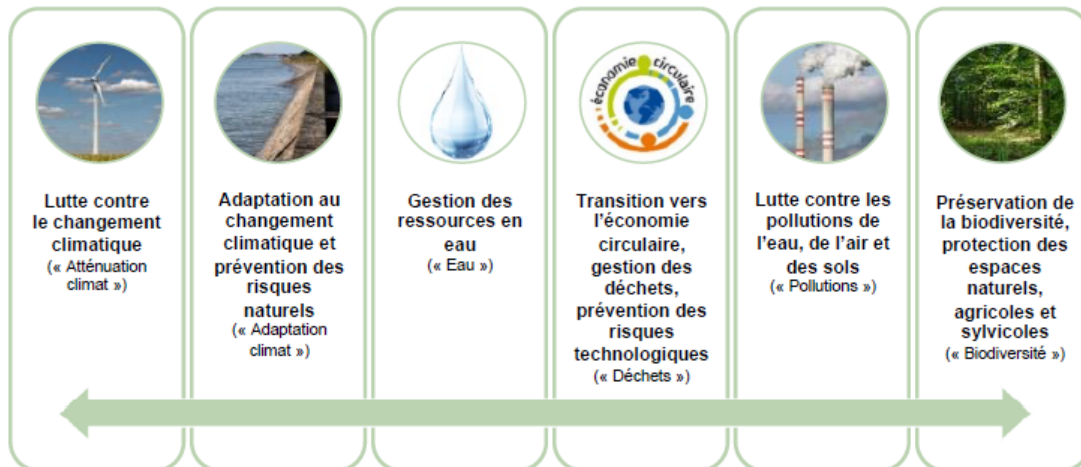 Lutte contre
le changement
climatique
(« Atténuation
climat »)
Adaptation au
changement
climatique et
prévention des
risques
naturels
(« Adaptation
climat »)
Gestion des
ressources en
eau
(« Eau »)
économie circulaire
Transition vers
l'économie
circulaire,
gestion des
déchets,
prévention des
risques
technologiques
(« Déchets »)
Lutte contre les
pollutions de
l'eau, de l'air et
des sols
(« Pollutions »)
Préservation de
la biodiversité,
protection des
espaces
naturels,
agricoles et
sylvicoles
(« Biodiversité »)